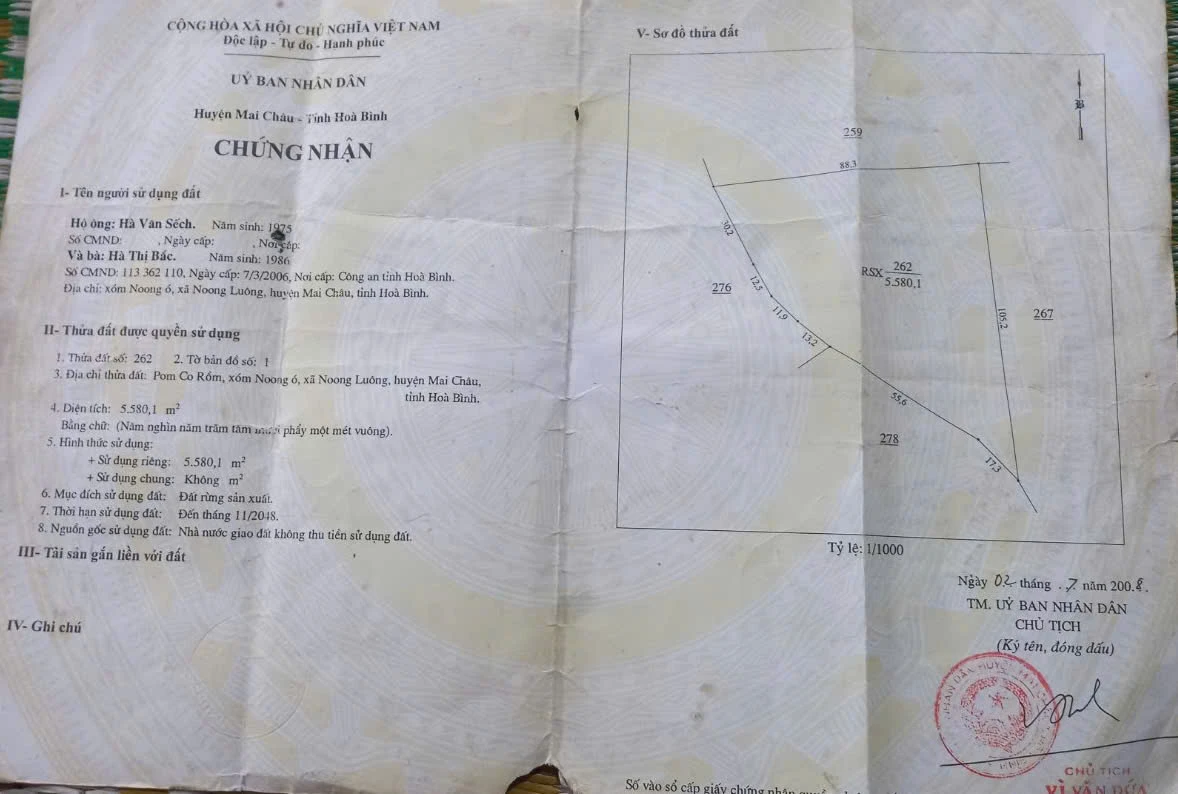 CỘNG HÒA XÃ HỘI CHỦ NGHĨA VIỆT NAM
Độc lập - Tự do - Hạnh phúc
UỶ BAN NHÂN DÂN
Huyện Mai Châu - Tỉnh Hoà Bình
CHỨNG NHẬN
I- Tên người sử dụng đất
Hộ ông: Hà Văn Sếch. Năm sinh: 1975
Số CMND: , Ngày cấp: , Nơi cấp:
Và bà: Hà Thị Bắc. Năm sinh: 1986
Số CMND: 113 362 110, Ngày cấp: 7/3/2006, Nơi cấp: Công an tỉnh Hoà Bình.
Địa chỉ: xóm Noong ó, xã Noong Luông, huyện Mai Châu, tỉnh Hoà Bình.
II- Thửa đất được quyền sử dụng
1. Thửa đất số: 262 2. Tờ bản đồ số: 1
3. Địa chỉ thửa đất: Pom Co Rồm, xóm Noong ó, xã Noong Luông, huyện Mai Châu,
tỉnh Hoà Bình.
4. Diện tích: 5.580,1 m²
Bằng chữ: (Năm nghìn năm trăm tám mươi phẩy một mét vuông).
5. Hình thức sử dụng:
+ Sử dụng riêng: 5.580,1 m²
+ Sử dụng chung: Không m²
6. Mục đích sử dụng đất: Đất rừng sản xuất.
7. Thời hạn sử dụng đất: Đến tháng 11/2048.
8. Nguồn gốc sử dụng đất: Nhà nước giao đất không thu tiền sử dụng đất.
III- Tài sản gắn liền với đất
IV- Ghi chú
V- Sơ đồ thửa đất
B
259
88.3
30,2
12,5
11,9
13,2
276
RSX 262
5.580,1
105,2
267
55,6
278
17,3
Tỷ lệ: 1/1000
Ngày 02 tháng 7 năm 2008.
TM. UỶ BAN NHÂN DÂN
CHỦ TỊCH
(Ký tên, đóng dấu)
CHỦ TỊCH
VÌ VĂN DỨA
Số vào sổ cấp giấy chứng nhận